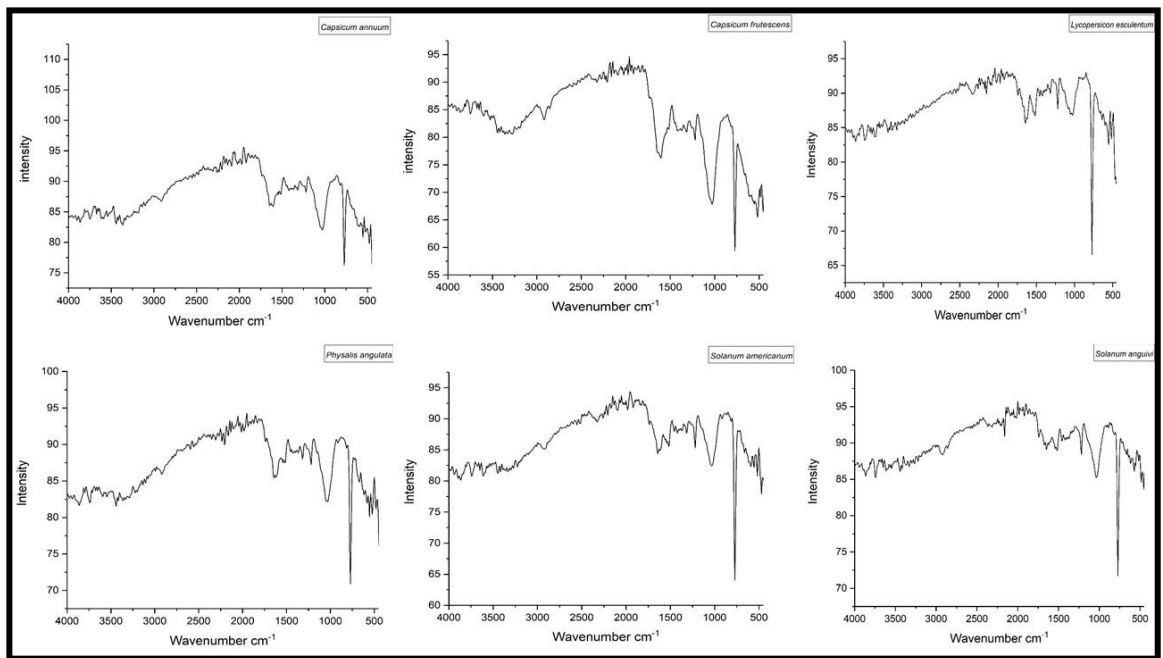 Capsicum annuum
intensity
110
105
100
95
90
85
80
75
4000 3500 3000 2500 2000 1500 1000 500
Wavenumber cm-1
Capsicum frutescens
intensity
95
90
85
80
75
70
65
60
55
4000 3500 3000 2500 2000 1500 1000 500
Wavenumber cm-1
Lycopersicon esculentum
Intensity
95
90
85
80
75
70
65
4000 3500 3000 2500 2000 1500 1000 500
Wavenumber cm-1
Physalis angulata
Intensity
100
95
90
85
80
75
70
4000 3500 3000 2500 2000 1500 1000 500
Wavenumber cm-1
Solanum americanum
Intensity
95
90
85
80
75
70
65
60
4000 3500 3000 2500 2000 1500 1000 500
Wavenumber cm-1
Solanum anguivi
Intensity
100
95
90
85
80
75
70
4000 3500 3000 2500 2000 1500 1000 500
Wavenumber cm-1